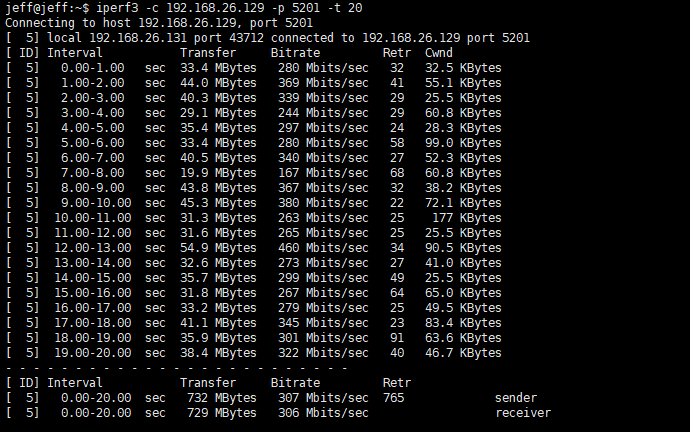 jeff@jeff:~$ iperf3 -c 192.168.26.129 -p 5201 -t 20
Connecting to host 192.168.26.129, port 5201
[  5] local 192.168.26.131 port 43712 connected to 192.168.26.129 port 5201
[ ID] Interval           Transfer     Bitrate         Retr  Cwnd
[  5]   0.00-1.00   sec  33.4 MBytes   280 Mbits/sec   32   32.5 KBytes
[  5]   1.00-2.00   sec  44.0 MBytes   369 Mbits/sec   41   55.1 KBytes
[  5]   2.00-3.00   sec  40.3 MBytes   339 Mbits/sec   29   25.5 KBytes
[  5]   3.00-4.00   sec  29.1 MBytes   244 Mbits/sec   29   60.8 KBytes
[  5]   4.00-5.00   sec  35.4 MBytes   297 Mbits/sec   24   28.3 KBytes
[  5]   5.00-6.00   sec  33.4 MBytes   280 Mbits/sec   58   99.0 KBytes
[  5]   6.00-7.00   sec  40.5 MBytes   340 Mbits/sec   27   52.3 KBytes
[  5]   7.00-8.00   sec  19.9 MBytes   167 Mbits/sec   68   60.8 KBytes
[  5]   8.00-9.00   sec  43.8 MBytes   367 Mbits/sec   32   38.2 KBytes
[  5]   9.00-10.00  sec  45.3 MBytes   380 Mbits/sec   22   72.1 KBytes
[  5]  10.00-11.00  sec  31.3 MBytes   263 Mbits/sec   25    177 KBytes
[  5]  11.00-12.00  sec  31.6 MBytes   265 Mbits/sec   25   25.5 KBytes
[  5]  12.00-13.00  sec  54.9 MBytes   460 Mbits/sec   34   90.5 KBytes
[  5]  13.00-14.00  sec  32.6 MBytes   273 Mbits/sec   27   41.0 KBytes
[  5]  14.00-15.00  sec  35.7 MBytes   299 Mbits/sec   49   25.5 KBytes
[  5]  15.00-16.00  sec  31.8 MBytes   267 Mbits/sec   64   65.0 KBytes
[  5]  16.00-17.00  sec  33.2 MBytes   279 Mbits/sec   25   49.5 KBytes
[  5]  17.00-18.00  sec  41.1 MBytes   345 Mbits/sec   23   83.4 KBytes
[  5]  18.00-19.00  sec  35.9 MBytes   301 Mbits/sec   91   63.6 KBytes
[  5]  19.00-20.00  sec  38.4 MBytes   322 Mbits/sec   40   46.7 KBytes
- - - - - - - - - - - - - - - - - - - - - - - - -
[ ID] Interval           Transfer     Bitrate         Retr
[  5]   0.00-20.00  sec   732 MBytes   307 Mbits/sec  765             sender
[  5]   0.00-20.00  sec   729 MBytes   306 Mbits/sec                  receiver